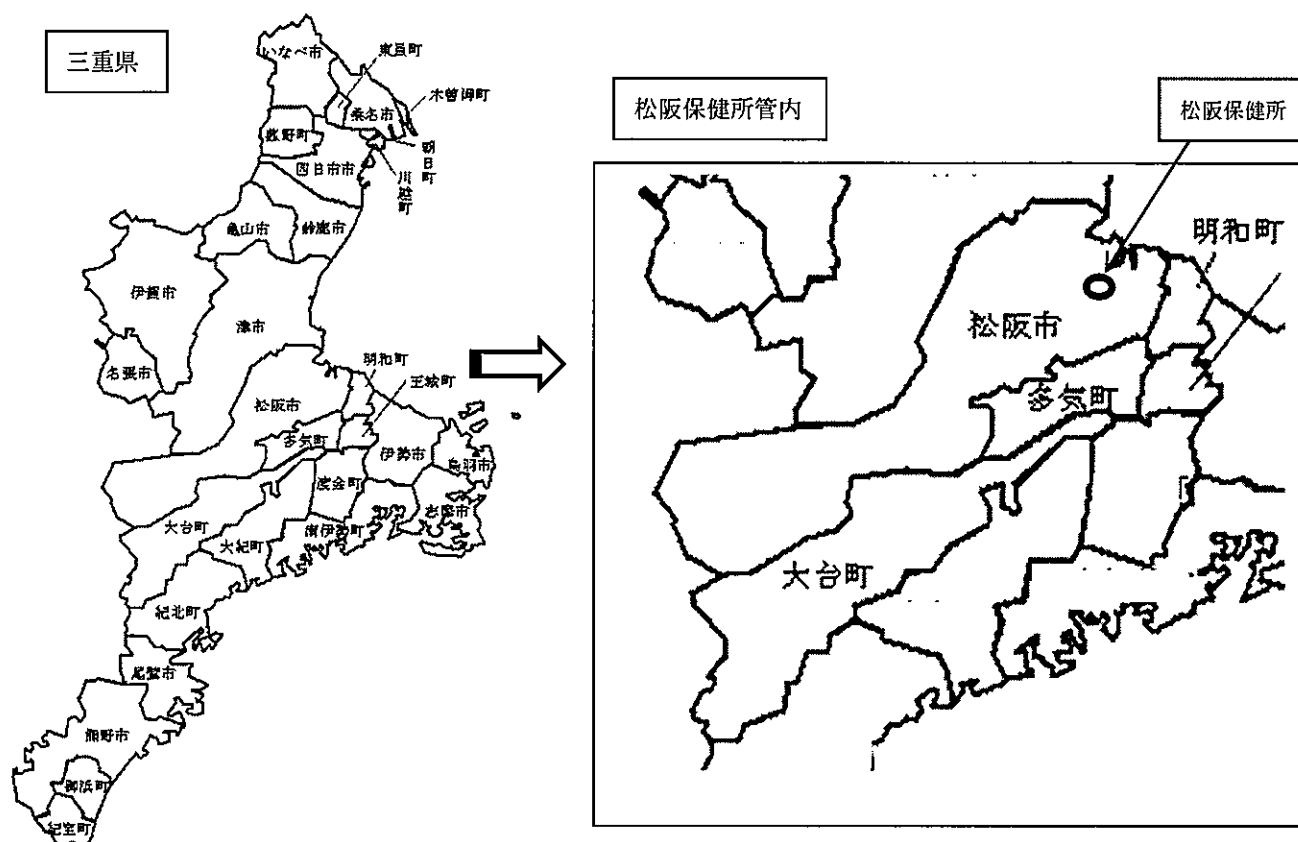 三重県
いなべ市
東員町
木曽岬町
桑名市
菰野町
朝日町
四日市市
川越町
亀山市
鈴鹿市
伊賀市
津市
名張市
明和町
玉城町
松阪市
多気町
伊勢市
鳥羽市
度会町
志摩市
大台町
大紀町
南伊勢町
紀北町
尾鷲市
熊野市
御浜町
紀宝町
松阪保健所管内
松阪保健所
明和町
松阪市
大台町